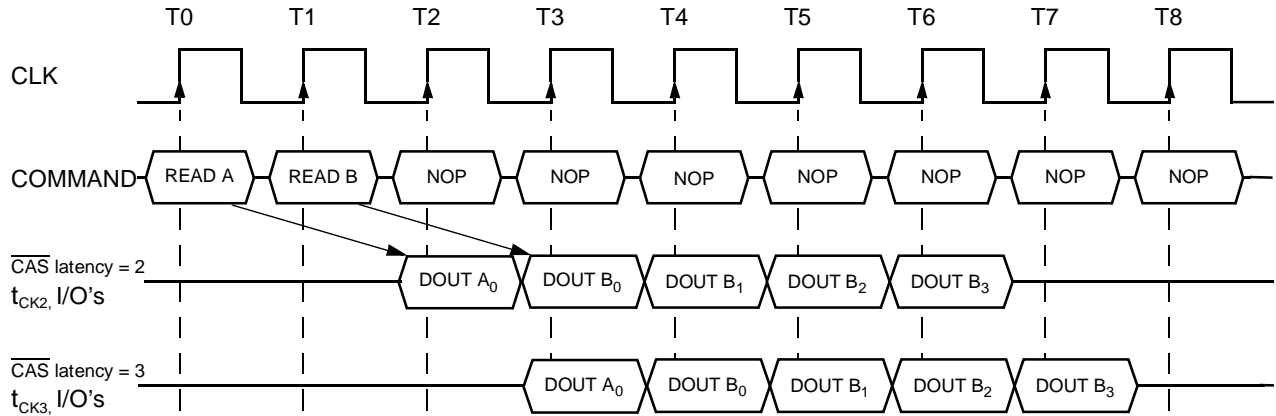 T0 T1 T2 T3 T4 T5 T6 T7 T8
CLK
COMMAND READ A READ B NOP NOP NOP NOP NOP NOP NOP
CAS latency = 2
tCK2, I/O's DOUT A0 DOUT B0 DOUT B1 DOUT B2 DOUT B3
CAS latency = 3
tCK3, I/O's DOUT A0 DOUT B0 DOUT B1 DOUT B2 DOUT B3